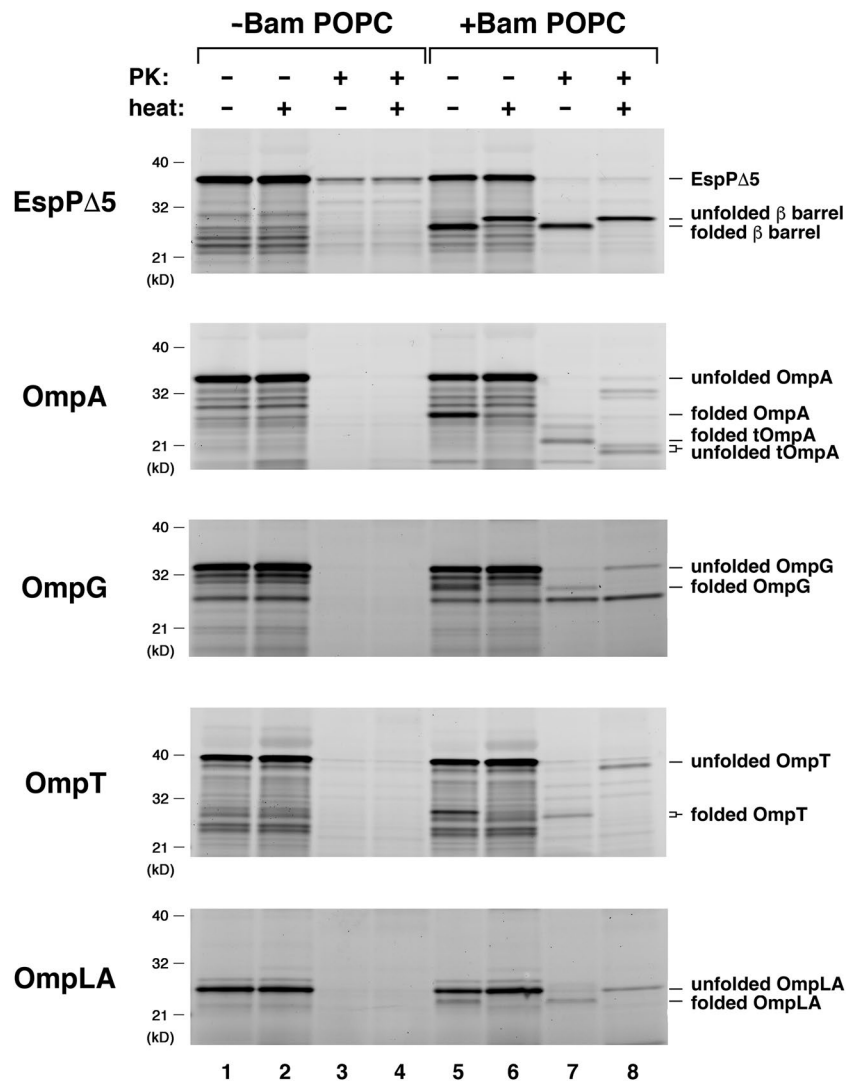 -Bam POPC +Bam POPC
PK: - - + + - - + +
heat: - + - + - + - +
EspPΔ5
40
32
21
(kD)
EspPΔ5
unfolded β barrel
folded β barrel
OmpA
40
32
21
(kD)
unfolded OmpA
folded OmpA
folded tOmpA
unfolded tOmpA
OmpG
40
32
21
(kD)
unfolded OmpG
folded OmpG
OmpT
40
32
21
(kD)
unfolded OmpT
folded OmpT
OmpLA
40
32
21
(kD)
unfolded OmpLA
folded OmpLA
1 2 3 4 5 6 7 8